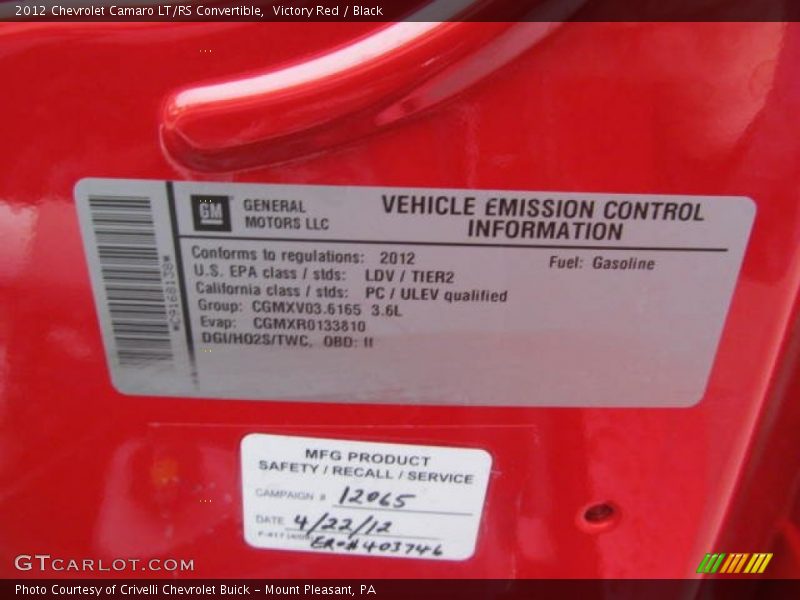 2012 Chevrolet Camaro LT/RS Convertible, Victory Red / Black
GM
GENERAL
MOTORS LLC
VEHICLE EMISSION CONTROL
INFORMATION
Conforms to regulations: 2012
Fuel: Gasoline
U.S. EPA class / stds: LDV / TIER2
California class / stds: PC / ULEV qualified
Group: CGMXV03.6165 3.6L
Evap: CGMXR0133810
DGI/HO2S/TWC, OBD: II
*C9168138*
MFG PRODUCT
SAFETY / RECALL / SERVICE
CAMPAIGN # 12065
DATE 4/22/12
ERO# 403746
GTCARLOT.COM
Photo Courtesy of Crivelli Chevrolet Buick – Mount Pleasant, PA